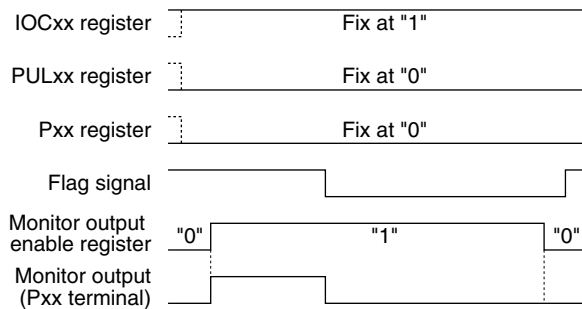 IOCxx register Fix at "1"
PULxx register Fix at "0"
Pxx register Fix at "0"
Flag signal
Monitor output
enable register "0" "1" "0"
Monitor output
(Pxx terminal)